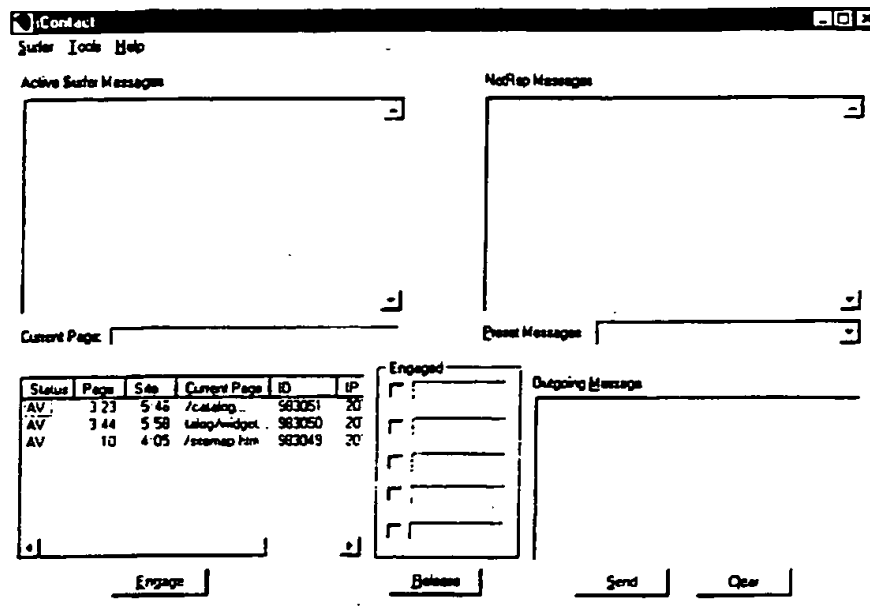 iContact
Surfer Tools Help
Active Surfer Messages
NetRep Messages
Current Page:
Preset Messages
Engaged
Outgoing Message
Status Page Site Current Page ID IP
AV 3:23 5:46 /catalog... 983051 20
AV 3:44 5:58 talog/widget... 983050 20
AV 10 4:05 /sitemap.htm 983049 20
Engage
Release
Send
Clear